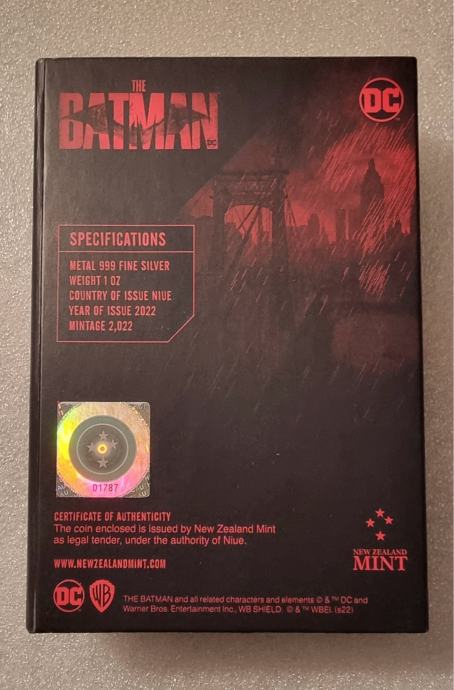 THE
BATMAN
DC
DC
SPECIFICATIONS
METAL 999 FINE SILVER
WEIGHT 1 OZ
COUNTRY OF ISSUE NIUE
YEAR OF ISSUE 2022
MINTAGE 2,022
01787
CERTIFICATE OF AUTHENTICITY
The coin enclosed is issued by New Zealand Mint
as legal tender, under the authority of Niue.
WWW.NEWZEALANDMINT.COM
NEW ZEALAND
MINT
DC WB THE BATMAN and all related characters and elements © & ™ DC and
Warner Bros. Entertainment Inc., WB SHIELD. © & ™ WBEI. (s22)